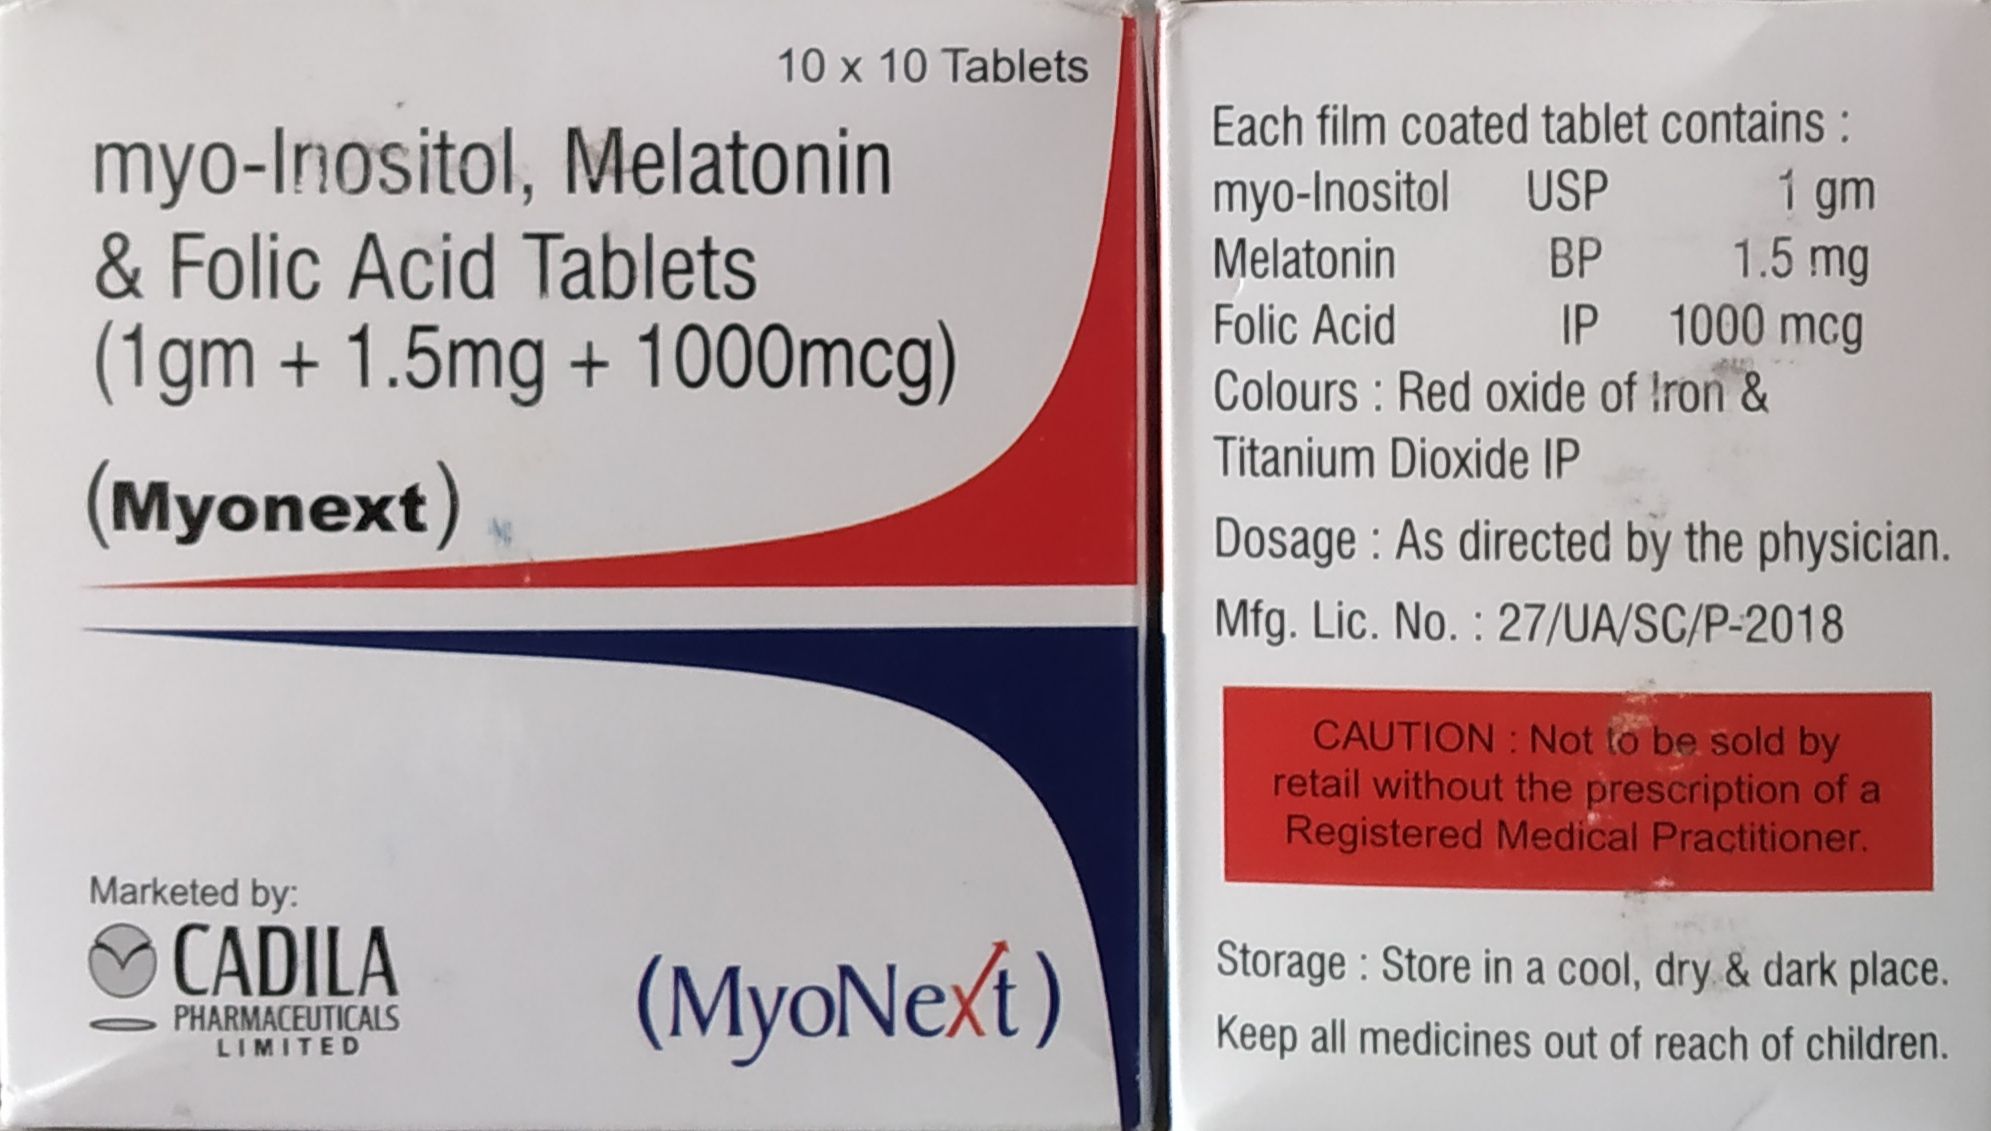 10 x 10 Tablets
myo-Inositol, Melatonin
& Folic Acid Tablets
(1gm + 1.5mg + 1000mcg)
(Myonext)
Marketed by:
CADILA
PHARMACEUTICALS
LIMITED
(MyoNext)
Each film coated tablet contains :
myo-Inositol USP 1 gm
Melatonin BP 1.5 mg
Folic Acid IP 1000 mcg
Colours : Red oxide of Iron &
Titanium Dioxide IP
Dosage : As directed by the physician.
Mfg. Lic. No. : 27/UA/SC/P-2018
CAUTION : Not to be sold by
retail without the prescription of a
Registered Medical Practitioner.
Storage : Store in a cool, dry & dark place.
Keep all medicines out of reach of children.